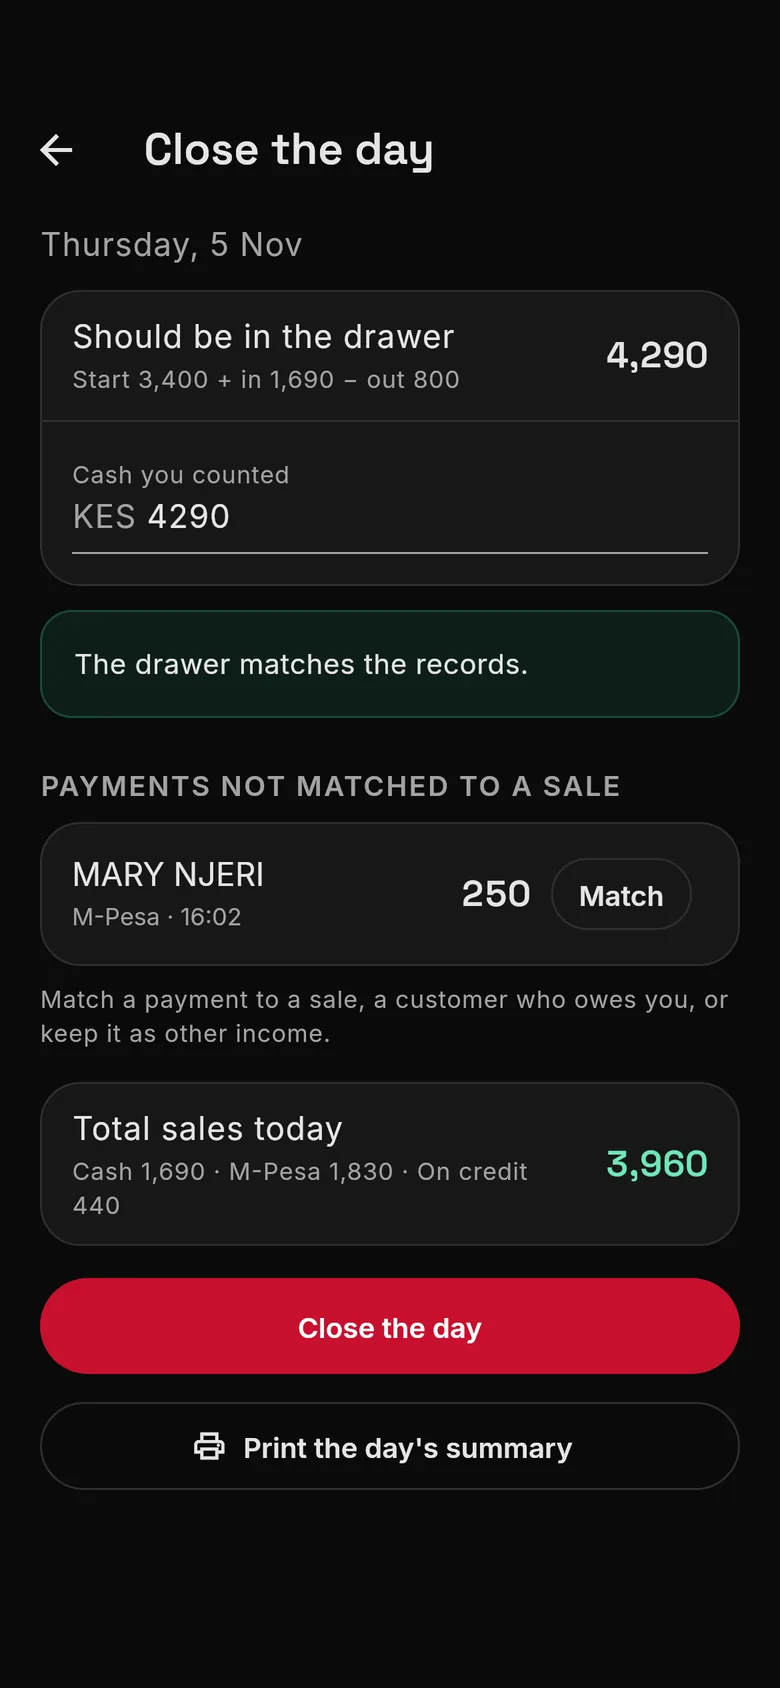 Close the day
Thursday, 5 Nov
Should be in the drawer
Start 3,400 + in 1,690 − out 800
4,290
Cash you counted
KES 4290
The drawer matches the records.
PAYMENTS NOT MATCHED TO A SALE
MARY NJERI
M-Pesa · 16:02
250
Match
Match a payment to a sale, a customer who owes you, or
keep it as other income.
Total sales today
Cash 1,690 · M-Pesa 1,830 · On credit
440
3,960
Close the day
Print the day's summary